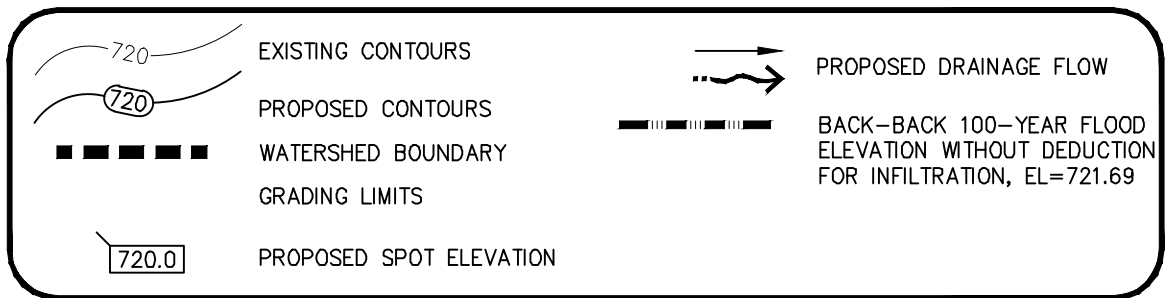 720
EXISTING CONTOURS
720
PROPOSED CONTOURS
WATERSHED BOUNDARY
GRADING LIMITS
720.0
PROPOSED SPOT ELEVATION
PROPOSED DRAINAGE FLOW
BACK-BACK 100-YEAR FLOOD
ELEVATION WITHOUT DEDUCTION
FOR INFILTRATION, EL=721.69